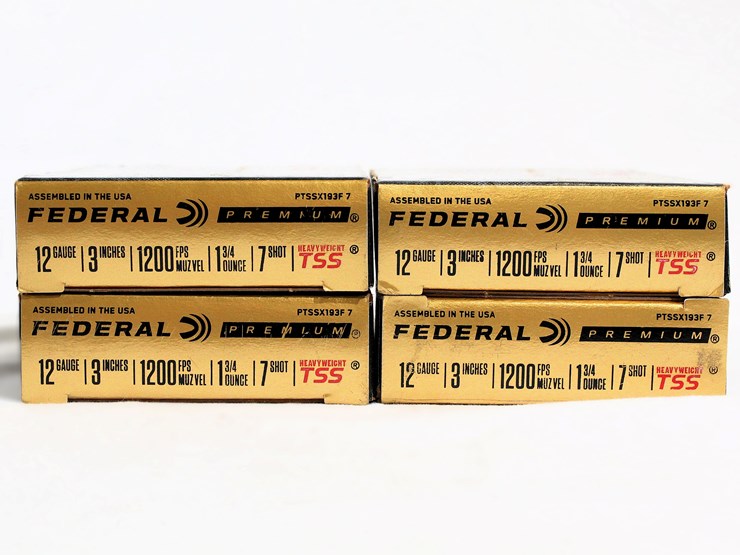 ASSEMBLED IN THE USA PTSSX193F 7
FEDERAL PREMIUM®
12 GAUGE | 3 INCHES | 1200 FPS MUZ VEL | 1 3/4 OUNCE | 7 SHOT | HEAVYWEIGHT TSS®
ASSEMBLED IN THE USA PTSSX193F 7
FEDERAL PREMIUM®
12 GAUGE | 3 INCHES | 1200 FPS MUZ VEL | 1 3/4 OUNCE | 7 SHOT | HEAVYWEIGHT TSS®
ASSEMBLED IN THE USA PTSSX193F 7
FEDERAL PREMIUM®
12 GAUGE | 3 INCHES | 1200 FPS MUZ VEL | 1 3/4 OUNCE | 7 SHOT | HEAVYWEIGHT TSS®
ASSEMBLED IN THE USA PTSSX193F 7
FEDERAL PREMIUM®
12 GAUGE | 3 INCHES | 1200 FPS MUZ VEL | 1 3/4 OUNCE | 7 SHOT | HEAVYWEIGHT TSS®